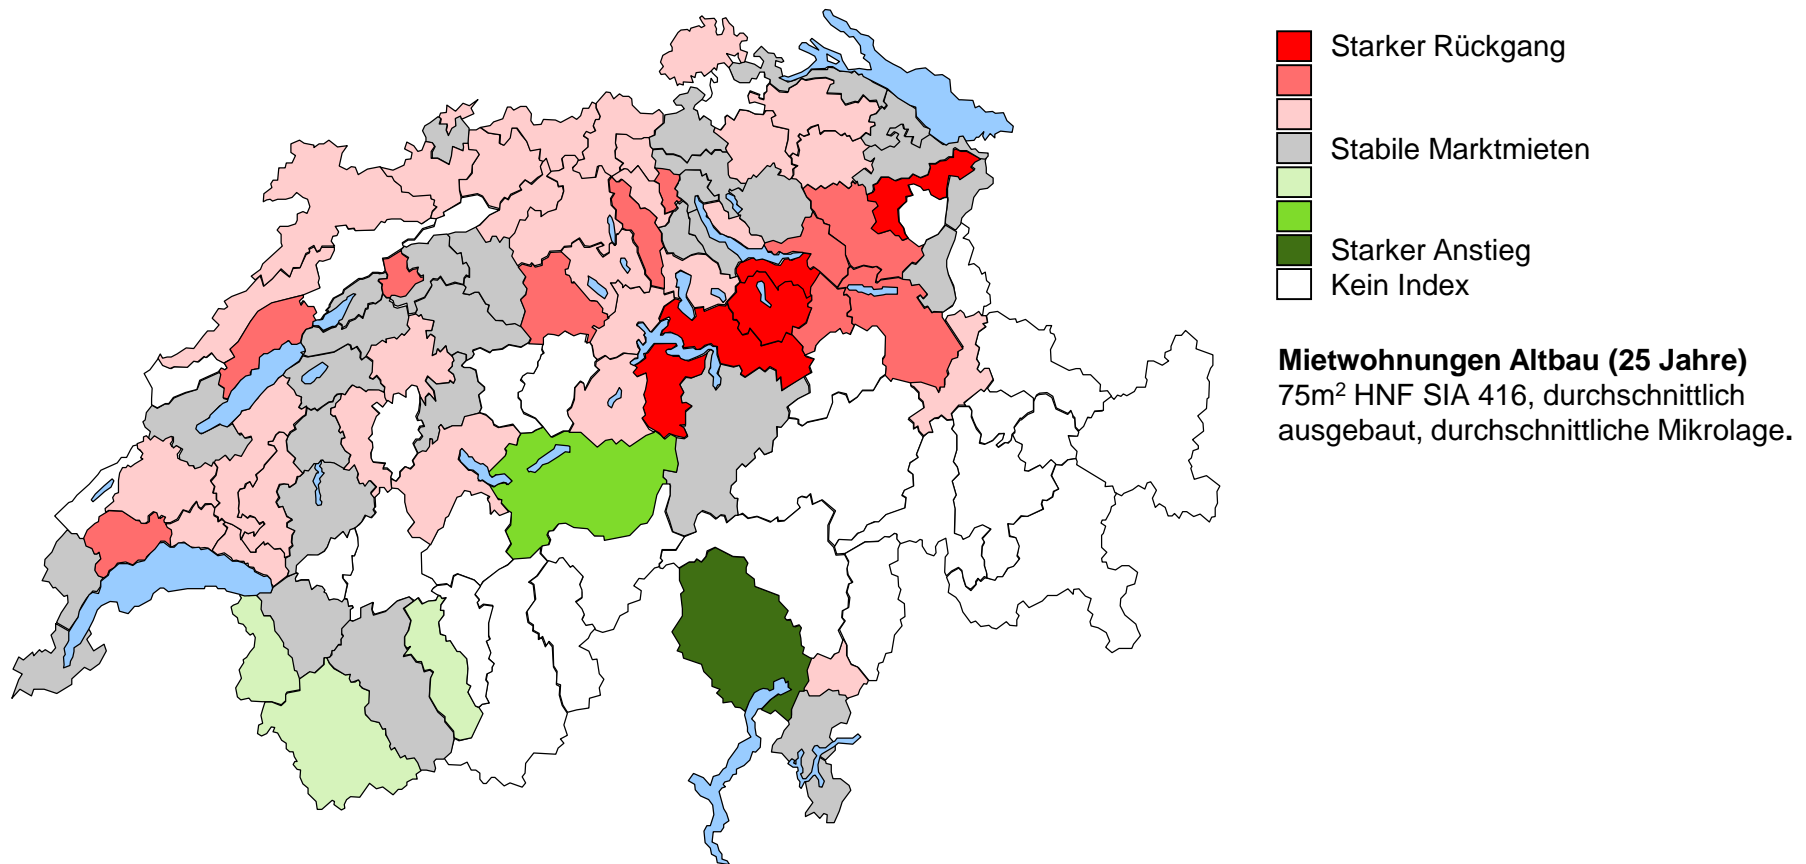 Starker Rückgang
Stabile Marktmieten
Starker Anstieg
Kein Index
Mietwohnungen Altbau (25 Jahre)
75m² HNF SIA 416, durchschnittlich
ausgebaut, durchschnittliche Mikrolage.